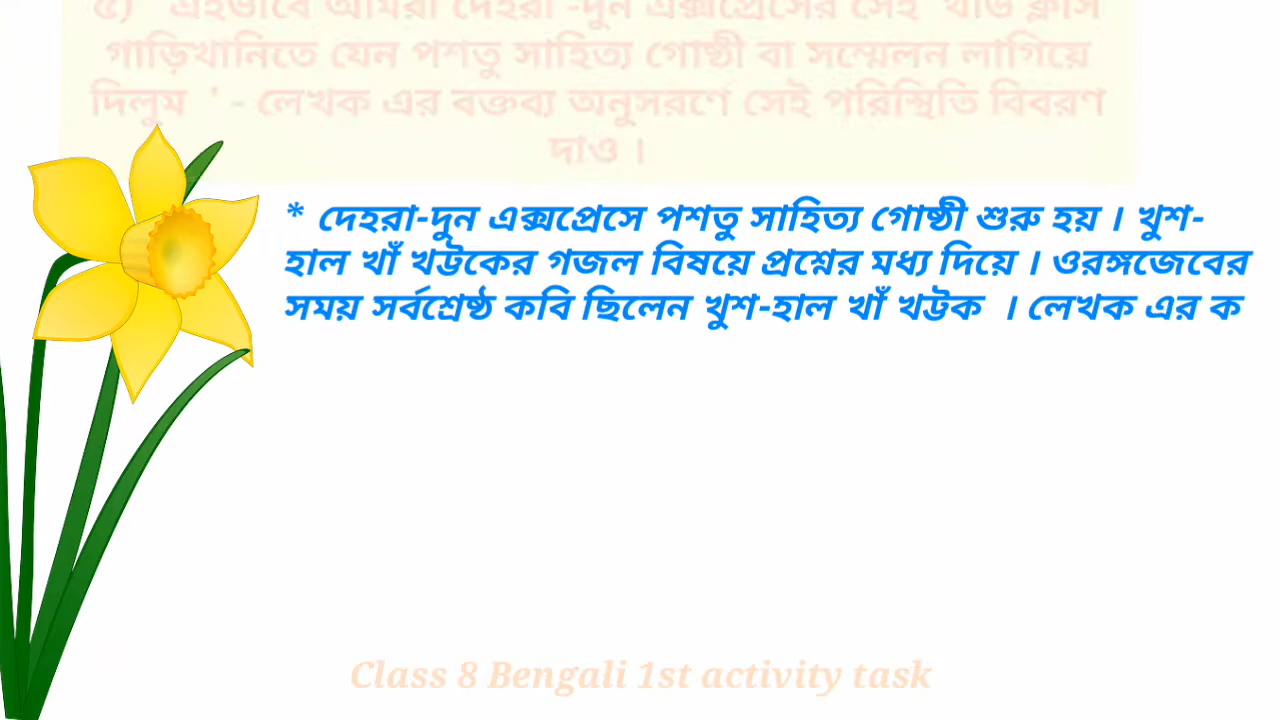 ৫) এইভাবে আমরা দেহরা -দুন এক্সপ্রেসের সেই থার্ড ক্লাস
গাড়িখানিতে যেন পশতু সাহিত্য গোষ্ঠী বা সম্মেলন লাগিয়ে
দিলুম ' - লেখক এর বক্তব্য অনুসরণে সেই পরিস্থিতি বিবরণ
দাও ।
* দেহরা-দুন এক্সপ্রেসে পশতু সাহিত্য গোষ্ঠী শুরু হয় । খুশ-
হাল খাঁ খট্টকের গজল বিষয়ে প্রশ্নের মধ্য দিয়ে । ওরঙ্গজেবের
সময় সর্বশ্রেষ্ঠ কবি ছিলেন খুশ-হাল খাঁ খট্টক । লেখক এর ক
Class 8 Bengali 1st activity task